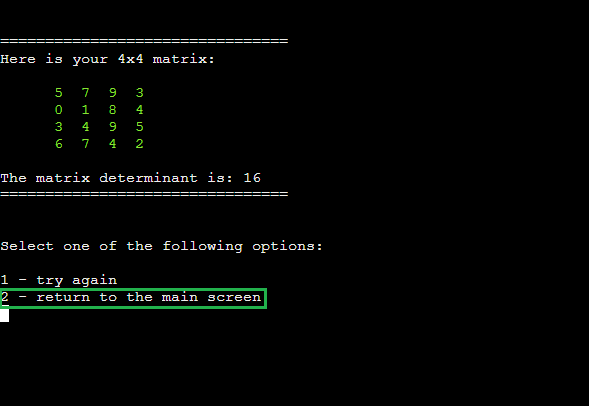 =================================
Here is your 4x4 matrix:
5 7 9 3
0 1 8 4
3 4 9 5
6 7 4 2
The matrix determinant is: 16
=================================
Select one of the following options:
1 - try again
2 - return to the main screen